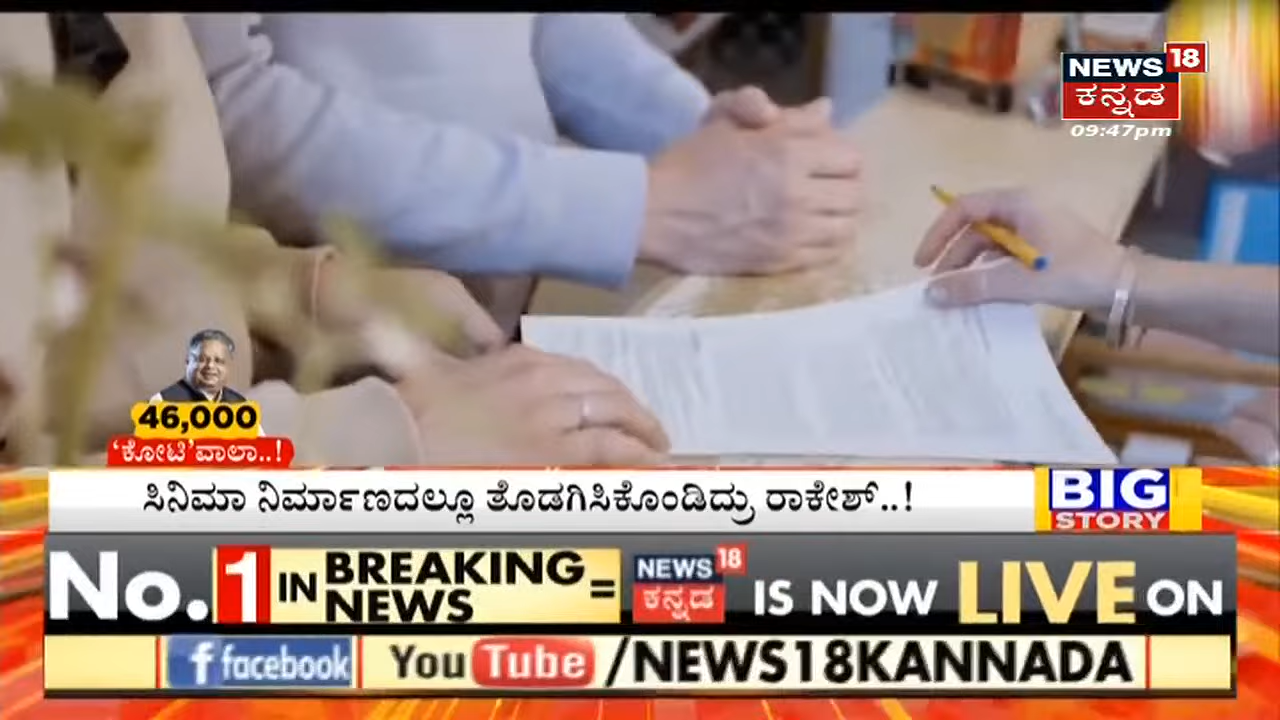 NEWS 18
ಕನ್ನಡ
09:47pm
46,000
'ಕೋಟಿ'ವಾಲಾ..!
ಸಿನಿಮಾ ನಿರ್ಮಾಣದಲ್ಲೂ ತೊಡಗಿಸಿಕೊಂಡಿದ್ರು ರಾಕೇಶ್..!
BIG
STORY
No.1 IN BREAKING NEWS = NEWS 18 ಕನ್ನಡ IS NOW LIVE ON
facebook YouTube /NEWS18KANNADA